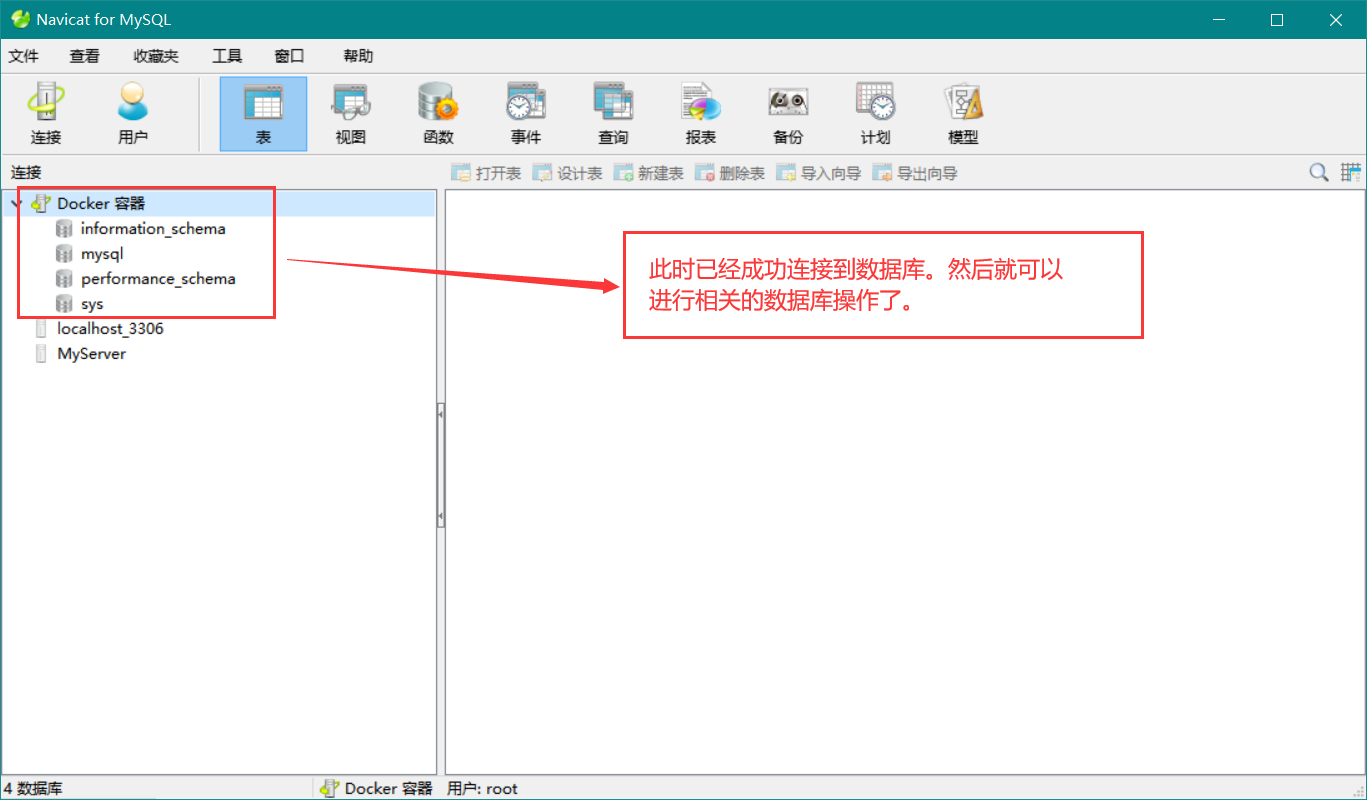 Navicat for MySQL
文件 查看 收藏夹 工具 窗口 帮助
连接 用户 表 视图 函数 事件 查询 报表 备份 计划 模型
连接
打开表 设计表 新建表 删除表 导入向导 导出向导
Docker 容器
information_schema
mysql
performance_schema
sys
localhost_3306
MyServer
此时已经成功连接到数据库。然后就可以
进行相关的数据库操作了。
4 数据库 Docker 容器 用户: root